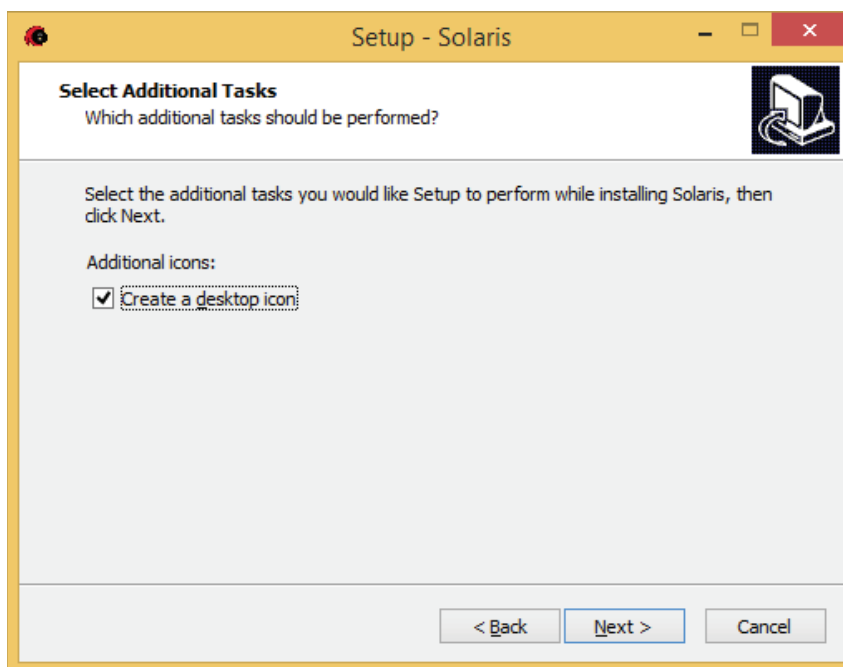 Setup - Solaris
Select Additional Tasks
Which additional tasks should be performed?
Select the additional tasks you would like Setup to perform while installing Solaris, then
click Next.
Additional icons:
Create a desktop icon
< Back
Next >
Cancel